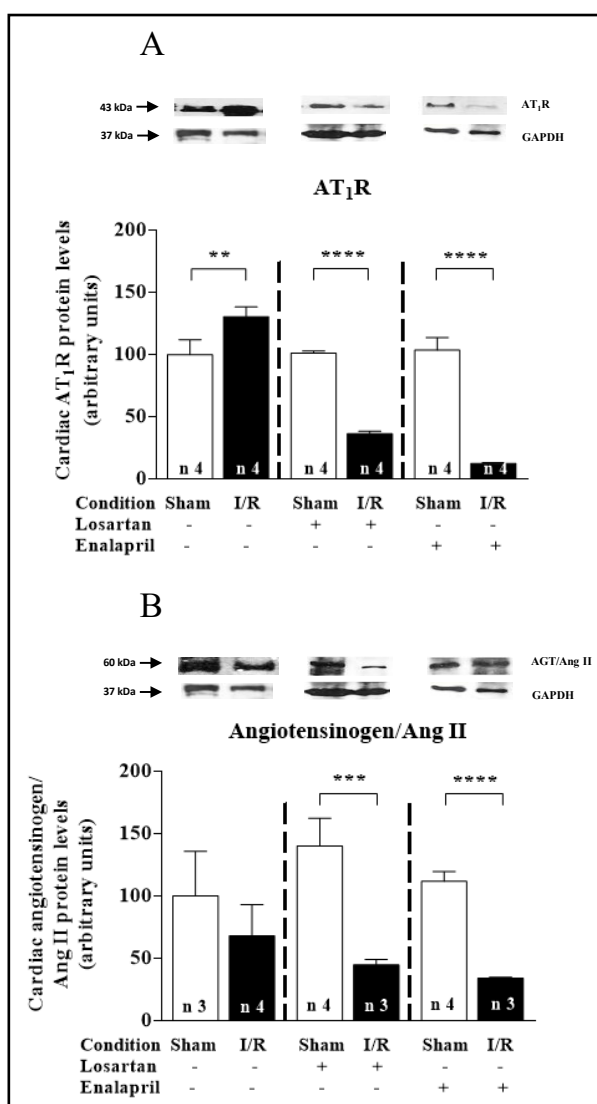 A
43 kDa
AT₁R
37 kDa
GAPDH
AT₁R
Cardiac AT₁R protein levels
(arbitrary units)
200
150
100
50
0
** **** ****
n 4 n 4 n 4 n 4 n 4 n 4
Condition Sham I/R Sham I/R Sham I/R
Losartan - - + + - -
Enalapril - - - - + +
B
60 kDa
AGT/Ang II
37 kDa
GAPDH
Angiotensinogen/Ang II
Cardiac angiotensinogen/
Ang II protein levels
(arbitrary units)
200
150
100
50
0
*** ****
n 3 n 4 n 4 n 3 n 4 n 3
Condition Sham I/R Sham I/R Sham I/R
Losartan - - + + - -
Enalapril - - - - + +